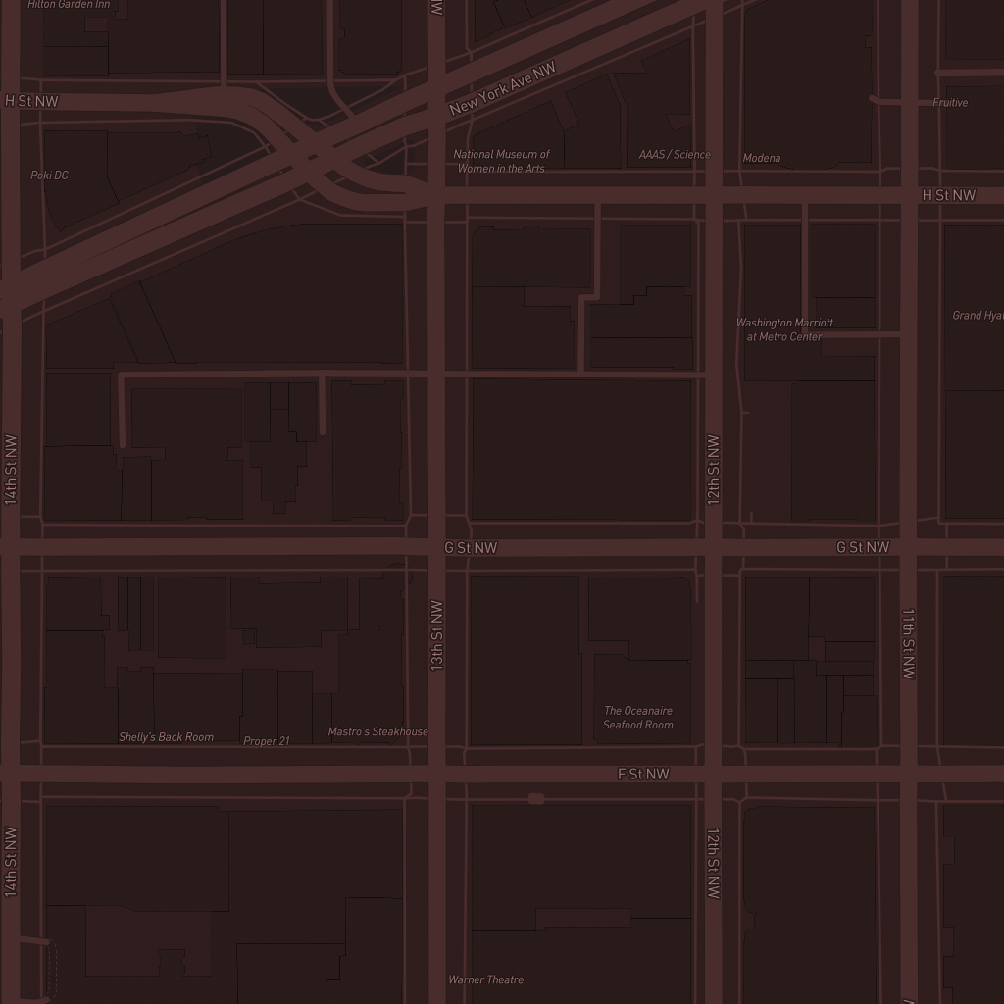 Hilton Garden Inn
NW
New York Ave NW
H St NW
Fruitive
National Museum of
Women in the Arts
AAAS / Science
Modena
Poki DC
H St NW
Grand Hya
Washington Marriott
at Metro Center
14th St NW
12th St NW
G St NW
G St NW
13th St NW
11th St NW
The Oceanaire
Seafood Room
Shelly's Back Room
Proper 21
Mastro's Steakhouse
F St NW
14th St NW
12th St NW
Warner Theatre